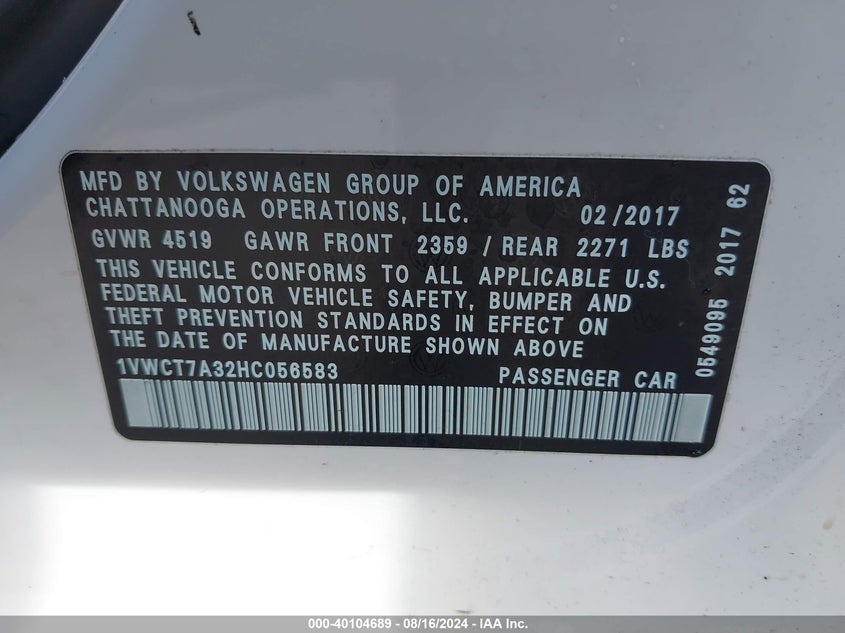 MFD BY VOLKSWAGEN GROUP OF AMERICA
CHATTANOOGA OPERATIONS, LLC. 02/2017
GVWR 4519 GAWR FRONT 2359 / REAR 2271 LBS
THIS VEHICLE CONFORMS TO ALL APPLICABLE U.S.
FEDERAL MOTOR VEHICLE SAFETY, BUMPER AND
THEFT PREVENTION STANDARDS IN EFFECT ON
THE DATE OF MANUFACTURE SHOWN ABOVE
1VWCT7A32HC056583 PASSENGER CAR
0549095 2017 62
000-40104689 - 08/16/2024 - IAA Inc.